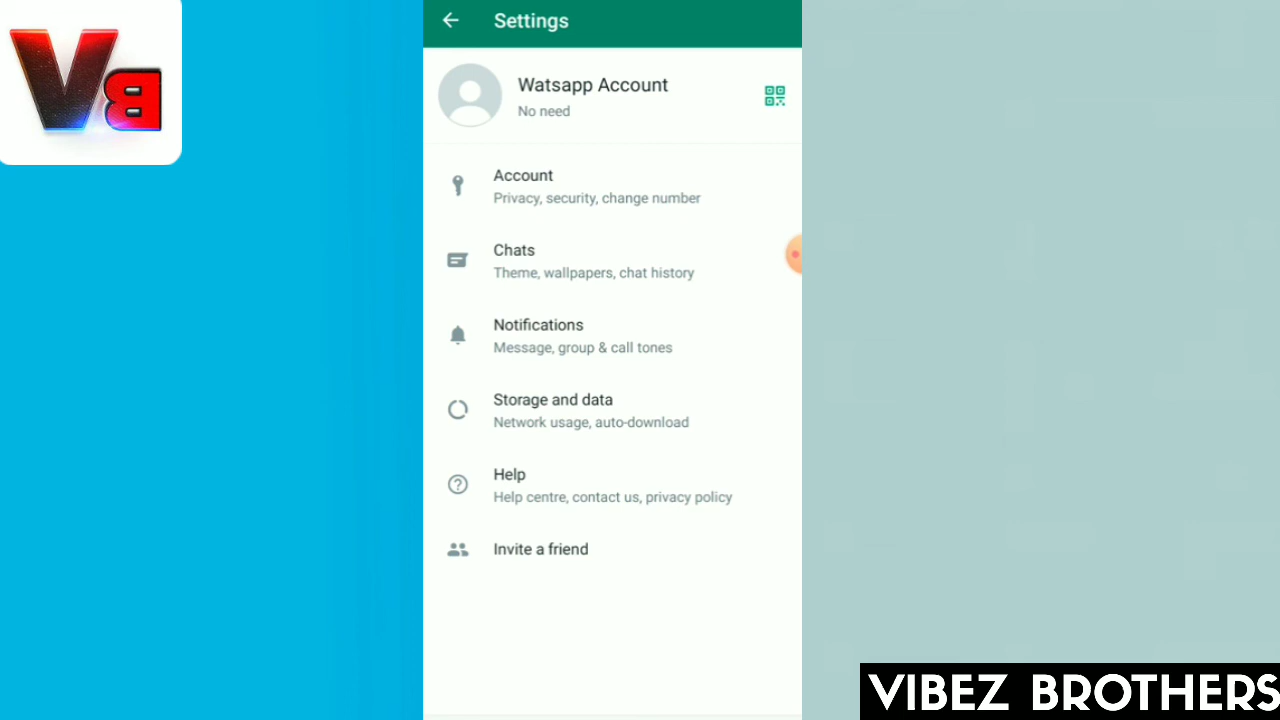 VB
Settings
Watsapp Account
No need
Account
Privacy, security, change number
Chats
Theme, wallpapers, chat history
Notifications
Message, group & call tones
Storage and data
Network usage, auto-download
Help
Help centre, contact us, privacy policy
Invite a friend
VIBEZ BROTHERS